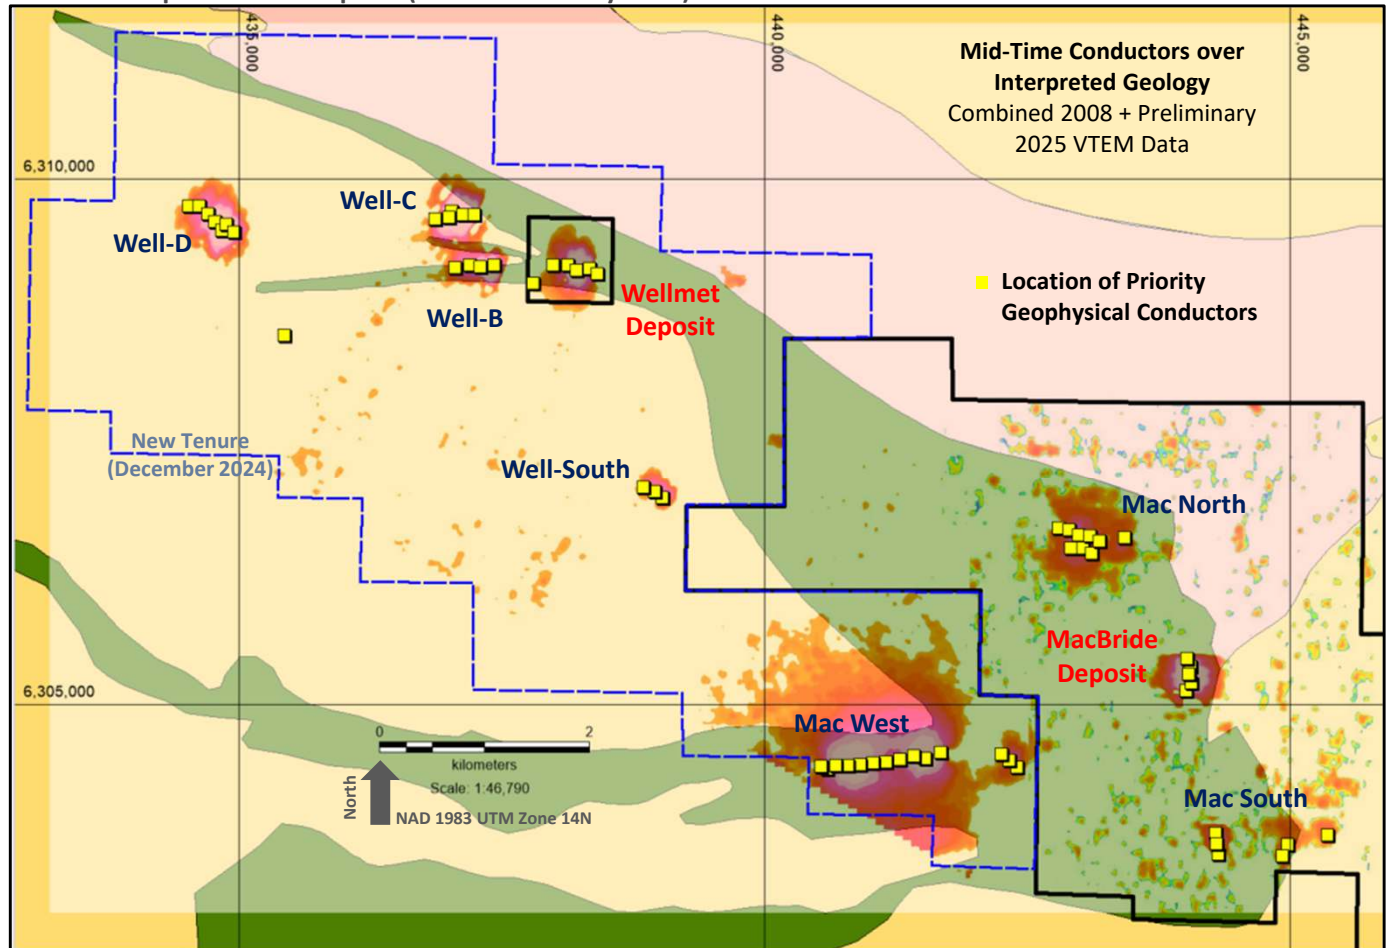 435,000
440,000
445,000
Mid-Time Conductors over
Interpreted Geology
Combined 2008 + Preliminary
2025 VTEM Data
6,310,000
Well-C
Well-D
Wellmet
Deposit
Location of Priority
Geophysical Conductors
Well-B
New Tenure
(December 2024)
Well-South
Mac North
MacBride
Deposit
6,305,000
Mac West
0
2
kilometers
Scale: 1:46,790
North
NAD 1983 UTM Zone 14N
Mac South